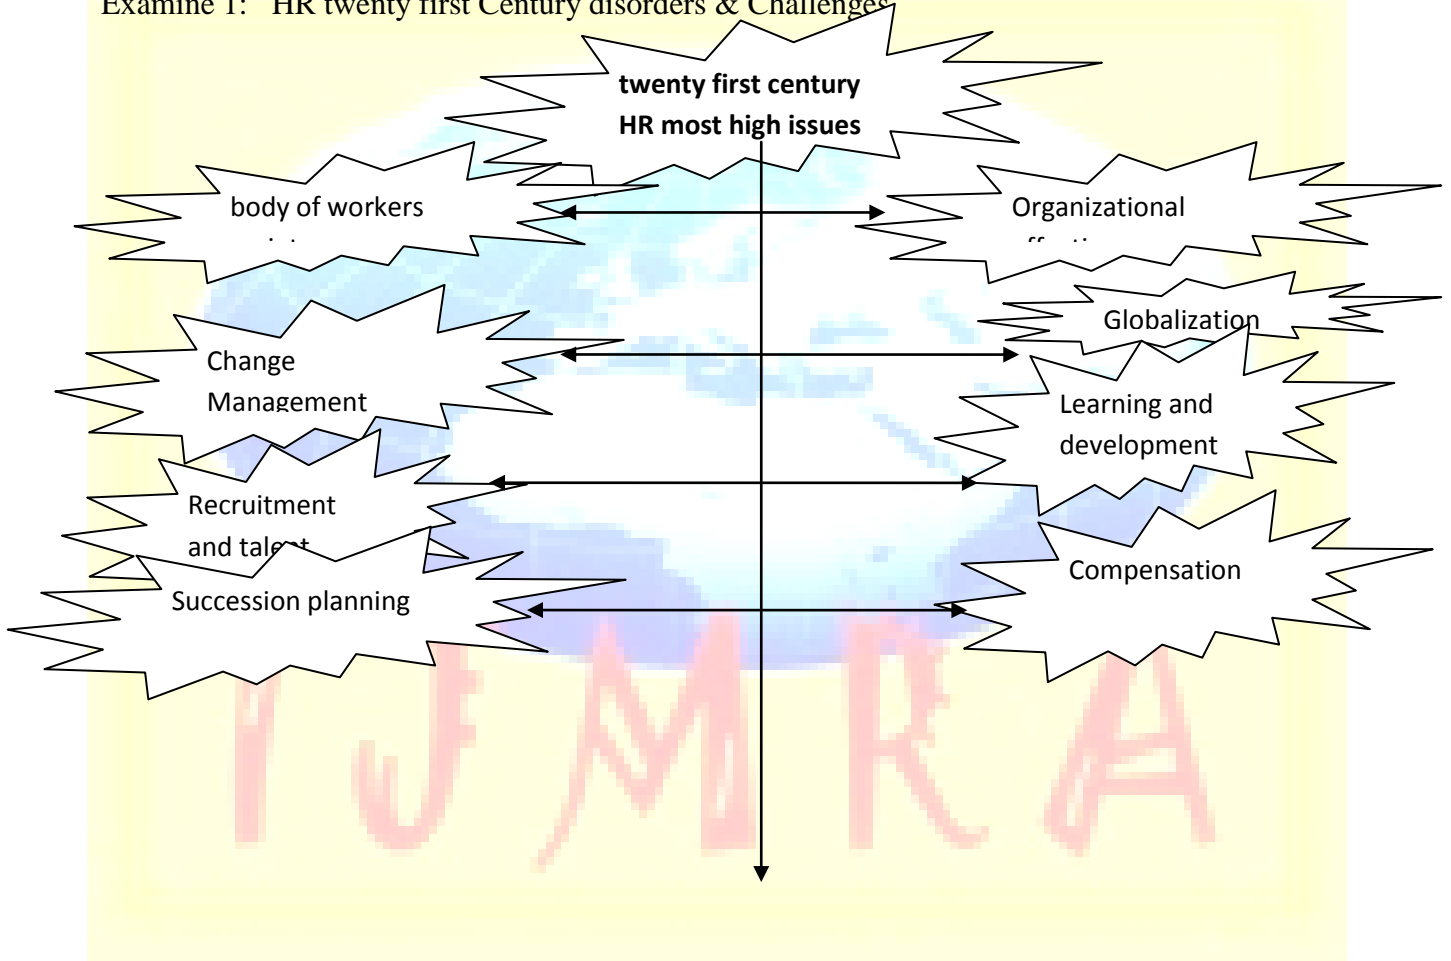 Examine 1: HR twenty first Century disorders & Challenges
twenty first century
HR most high issues
body of workers
Organizational
Globalization
Change
Management
Learning and
development
Recruitment
and talent
Compensation
Succession planning
IJMRA